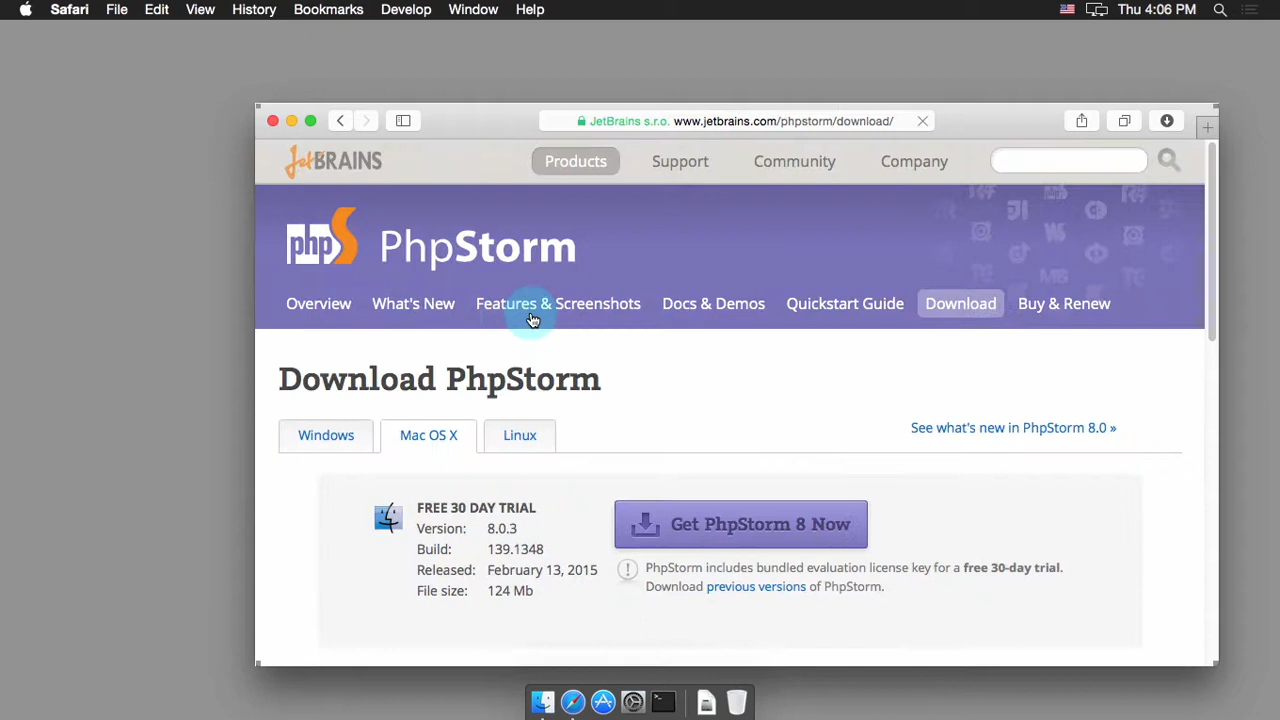 Safari File Edit View History Bookmarks Develop Window Help Thu 4:06 PM
JetBrains s.r.o. www.jetbrains.com/phpstorm/download/
JetBRAINS Products Support Community Company
php S PhpStorm
Overview What's New Features & Screenshots Docs & Demos Quickstart Guide Download Buy & Renew
Download PhpStorm
Windows Mac OS X Linux See what's new in PhpStorm 8.0 »
FREE 30 DAY TRIAL
Version: 8.0.3
Build: 139.1348
Released: February 13, 2015
File size: 124 Mb
Get PhpStorm 8 Now
PhpStorm includes bundled evaluation license key for a free 30-day trial.
Download previous versions of PhpStorm.